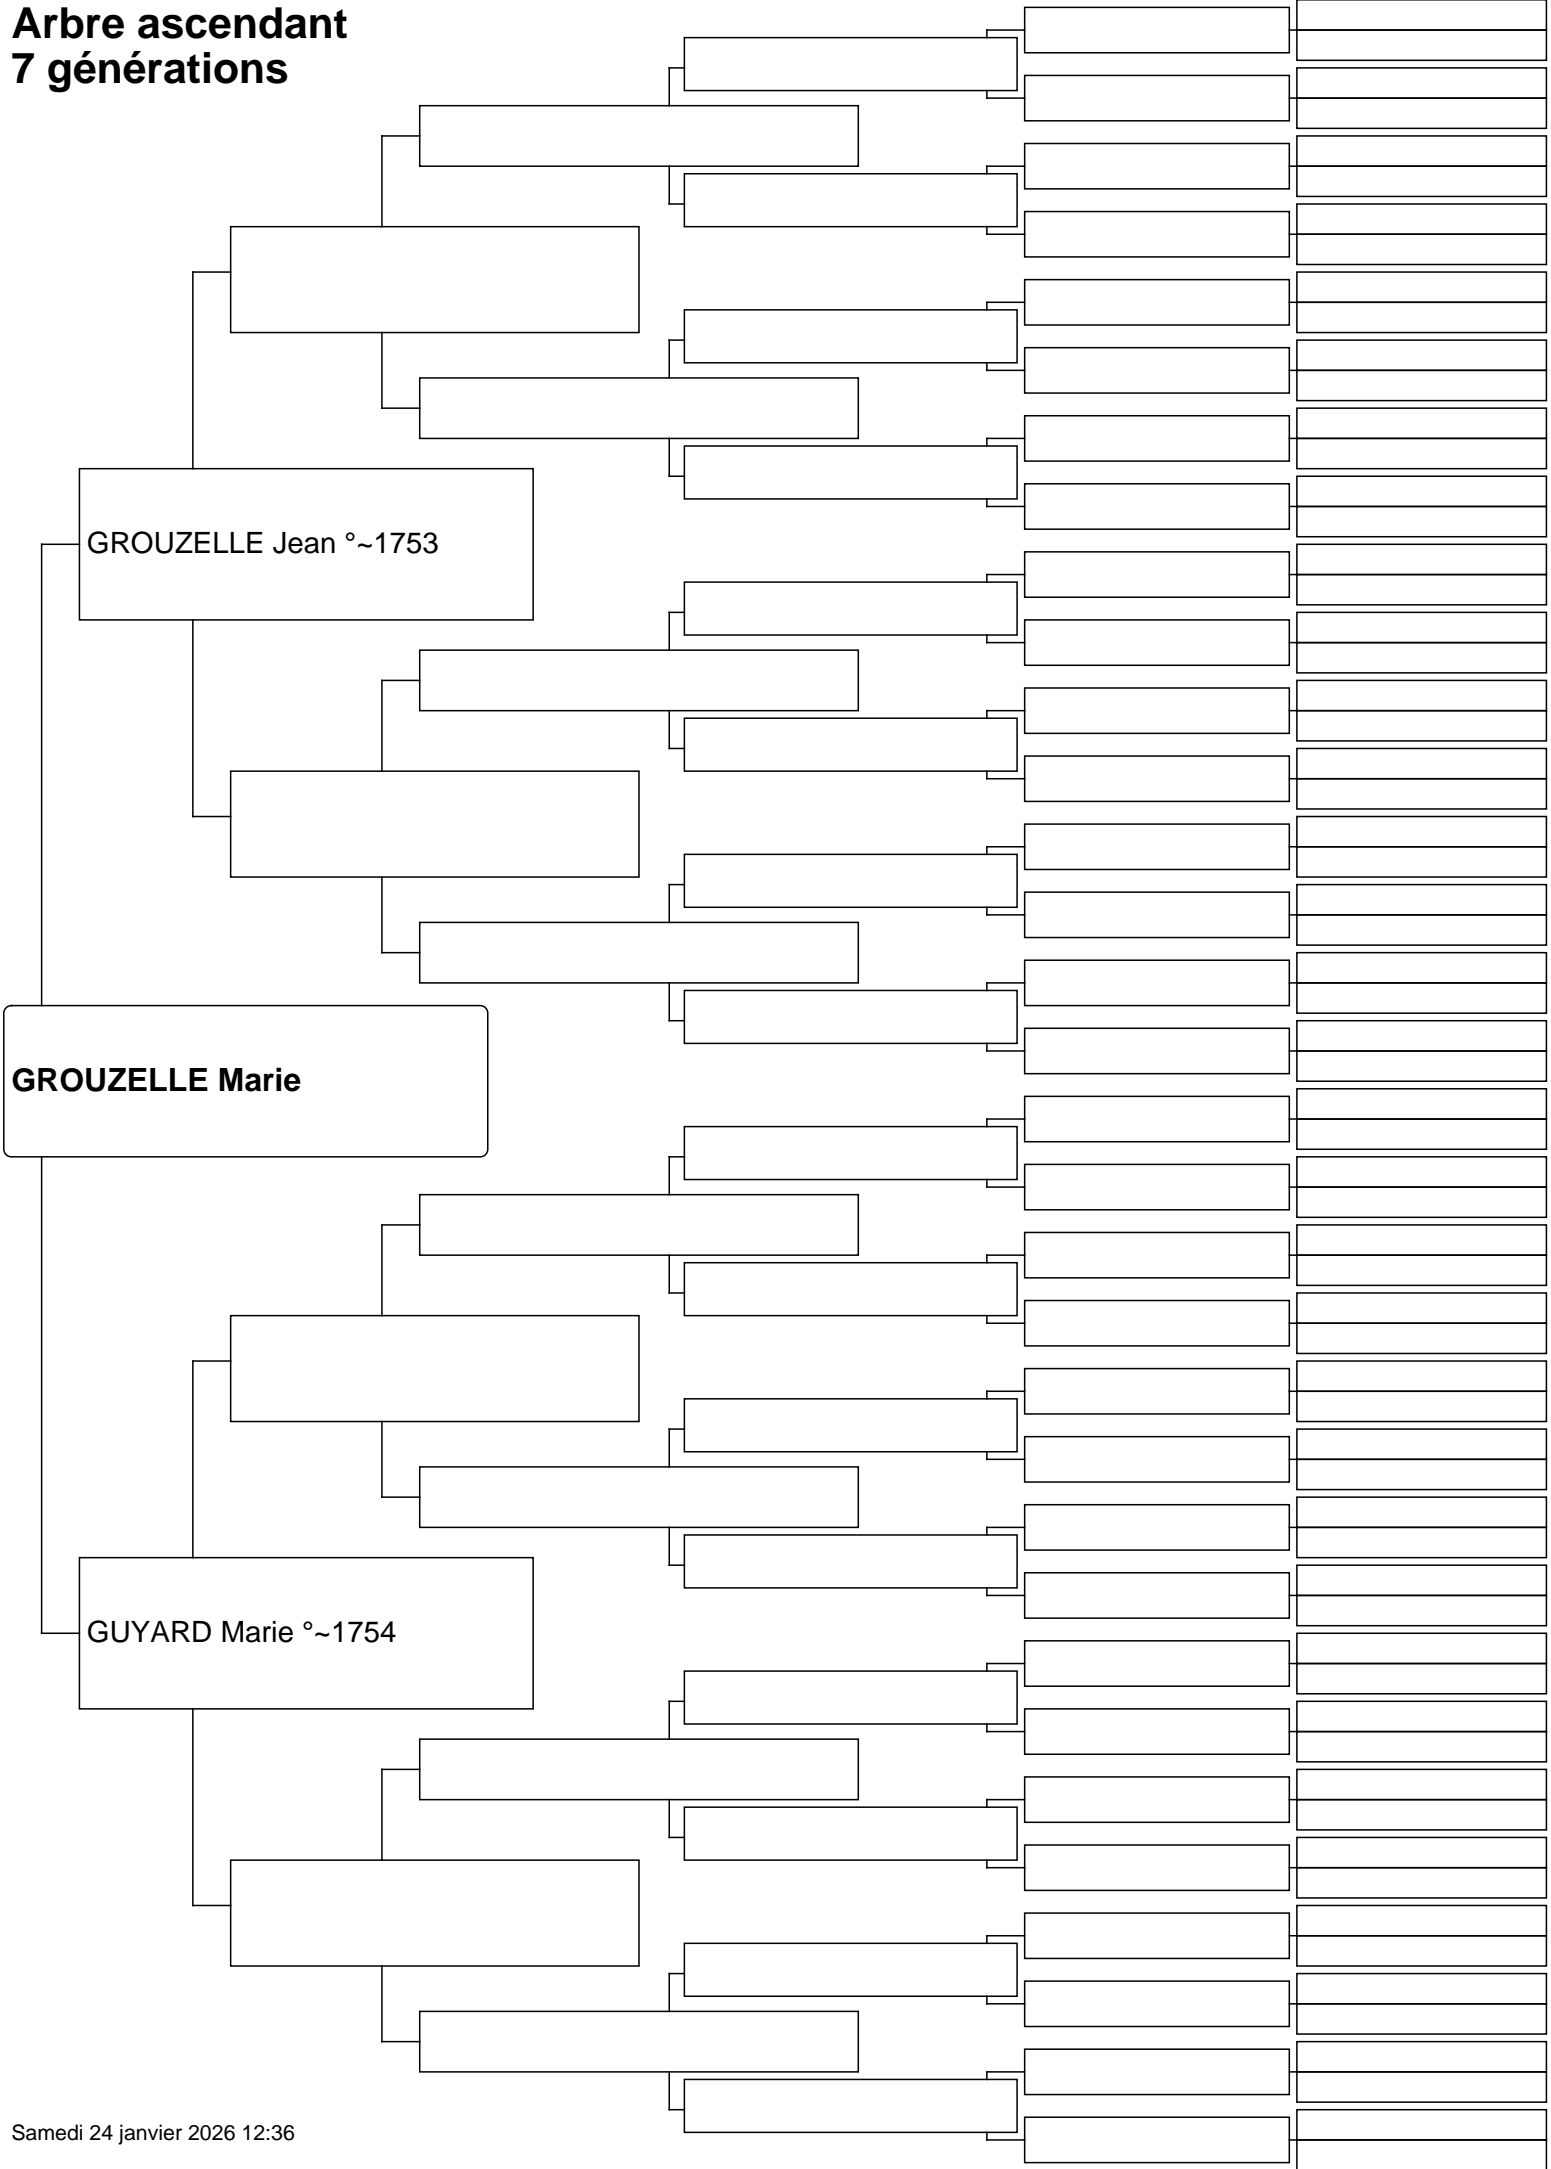 Arbre ascendant
7 générations
GROUZELLE Jean °~1753
GROUZELLE Marie
GUYARD Marie °~1754
Samedi 24 janvier 2026 12:36